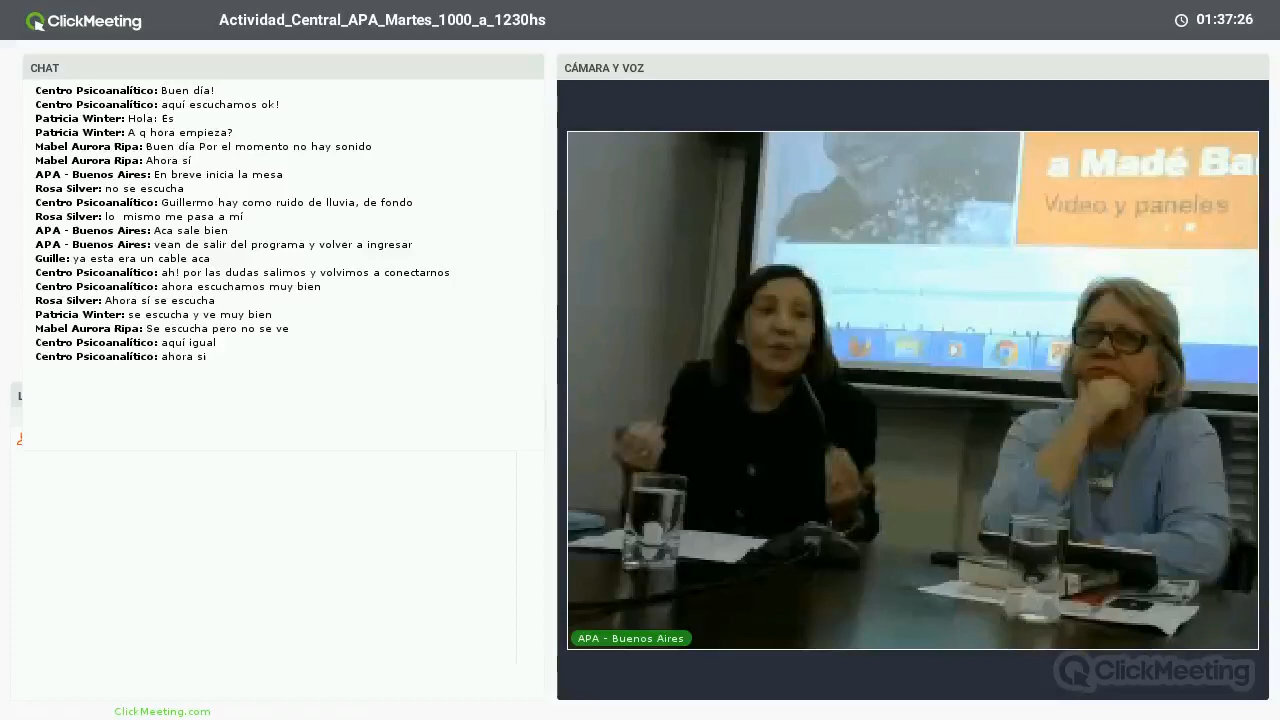 ClickMeeting
Actividad_Central_APA_Martes_1000_a_1230hs
01:37:26
CHAT
Centro Psicoanalítico: Buen día!
Centro Psicoanalítico: aquí escuchamos ok!
Patricia Winter: Hola: Es
Patricia Winter: A q hora empieza?
Mabel Aurora Ripa: Buen día Por el momento no hay sonido
Mabel Aurora Ripa: Ahora sí
APA - Buenos Aires: En breve inicia la mesa
Rosa Silver: no se escucha
Centro Psicoanalítico: Guillermo hay como ruido de lluvia, de fondo
Rosa Silver: lo mismo me pasa a mí
APA - Buenos Aires: Aca sale bien
APA - Buenos Aires: vean de salir del programa y volver a ingresar
Guille: ya esta era un cable aca
Centro Psicoanalítico: ah! por las dudas salimos y volvimos a conectarnos
Centro Psicoanalítico: ahora escuchamos muy bien
Rosa Silver: Ahora sí se escucha
Patricia Winter: se escucha y ve muy bien
Mabel Aurora Ripa: Se escucha pero no se ve
Centro Psicoanalítico: aquí igual
Centro Psicoanalítico: ahora si
ClickMeeting.com
CÁMARA Y VOZ
a Madé Ba
Video y paneles
APA - Buenos Aires
ClickMeeting